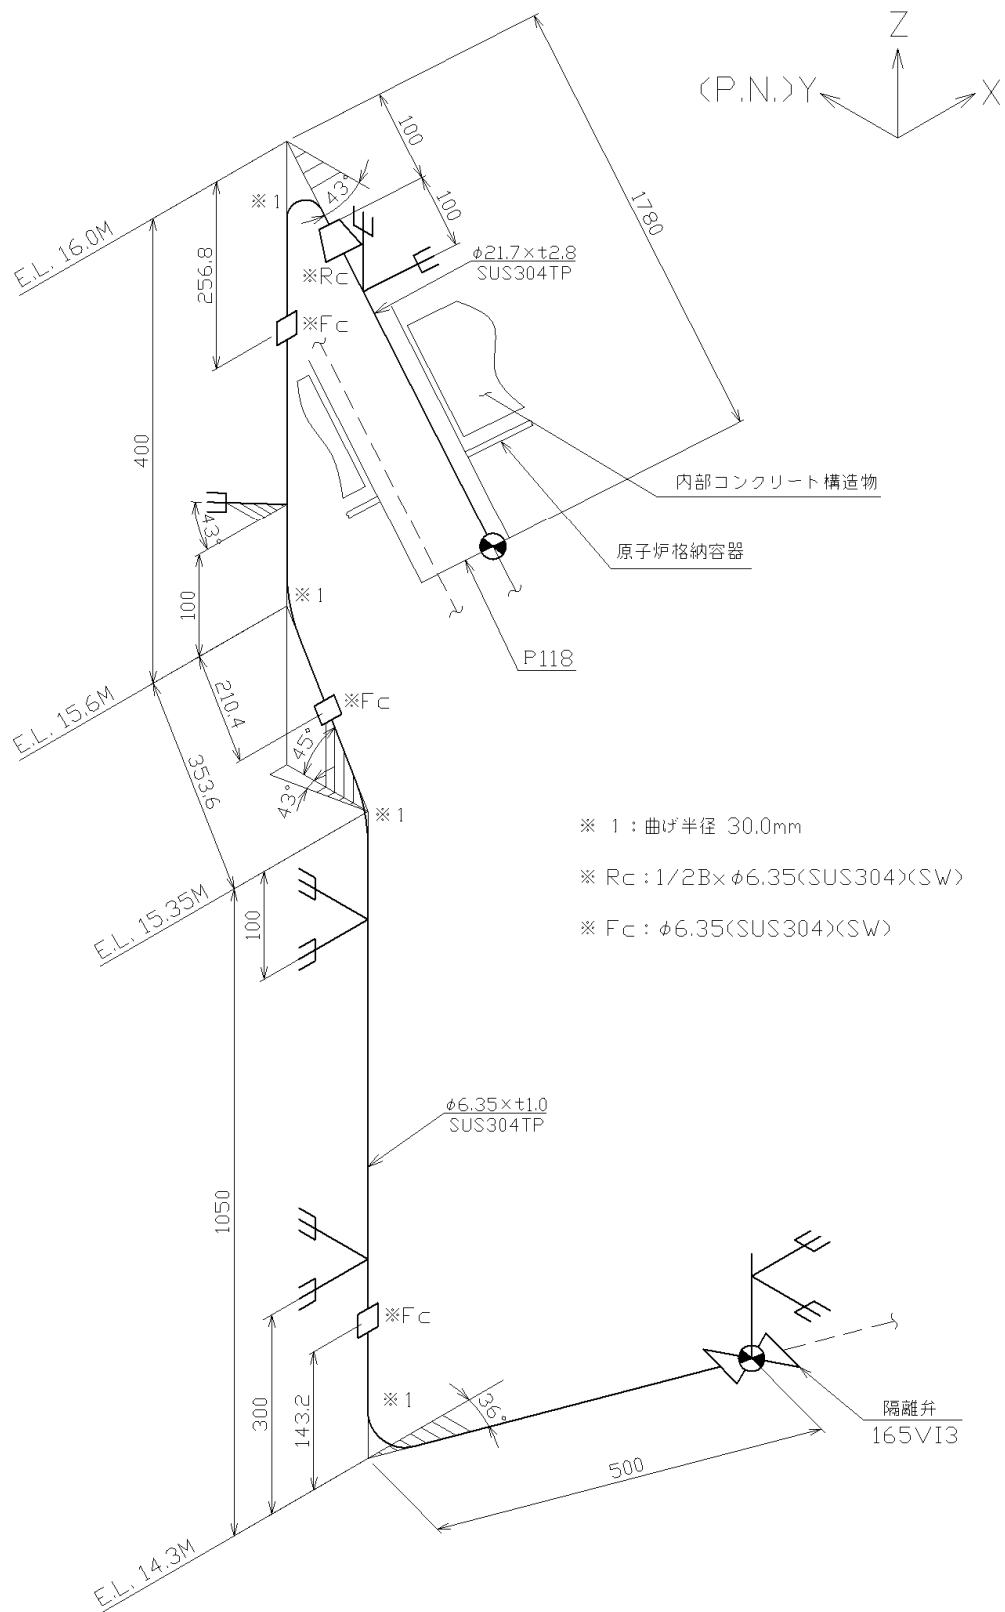 Z
(P.N.)Y
X
E.L. 16.0M
※1
100
43°
100
1780
256.8
400
※Rc
φ21.7×t2.8
SUS304TP
※Fc
内部コンクリート構造物
原子炉格納容器
43°
100
※1
P118
E.L. 15.6M
210.4
※Fc
45°
43°
353.6
※1
※ 1：曲げ半径 30.0mm
※ Rc：1/2B×φ6.35(SUS304)(SW)
※ Fc：φ6.35(SUS304)(SW)
E.L. 15.35M
100
φ6.35×t1.0
SUS304TP
1050
※Fc
300
143.2
※1
36°
隔離弁
165VI3
500
E.L. 14.3M